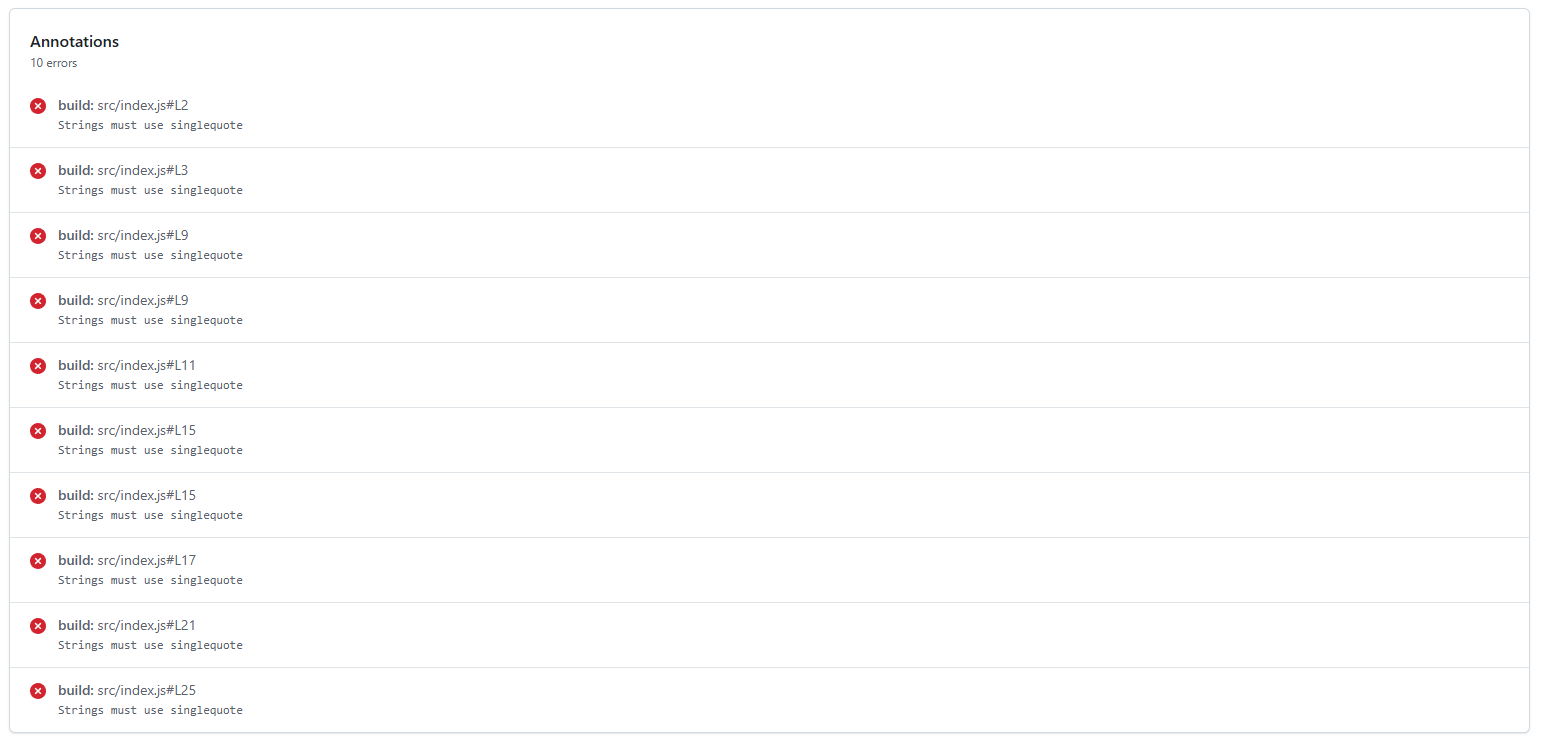 Annotations
10 errors
build: src/index.js#L2
Strings must use singlequote
build: src/index.js#L3
Strings must use singlequote
build: src/index.js#L9
Strings must use singlequote
build: src/index.js#L9
Strings must use singlequote
build: src/index.js#L11
Strings must use singlequote
build: src/index.js#L15
Strings must use singlequote
build: src/index.js#L15
Strings must use singlequote
build: src/index.js#L17
Strings must use singlequote
build: src/index.js#L21
Strings must use singlequote
build: src/index.js#L25
Strings must use singlequote